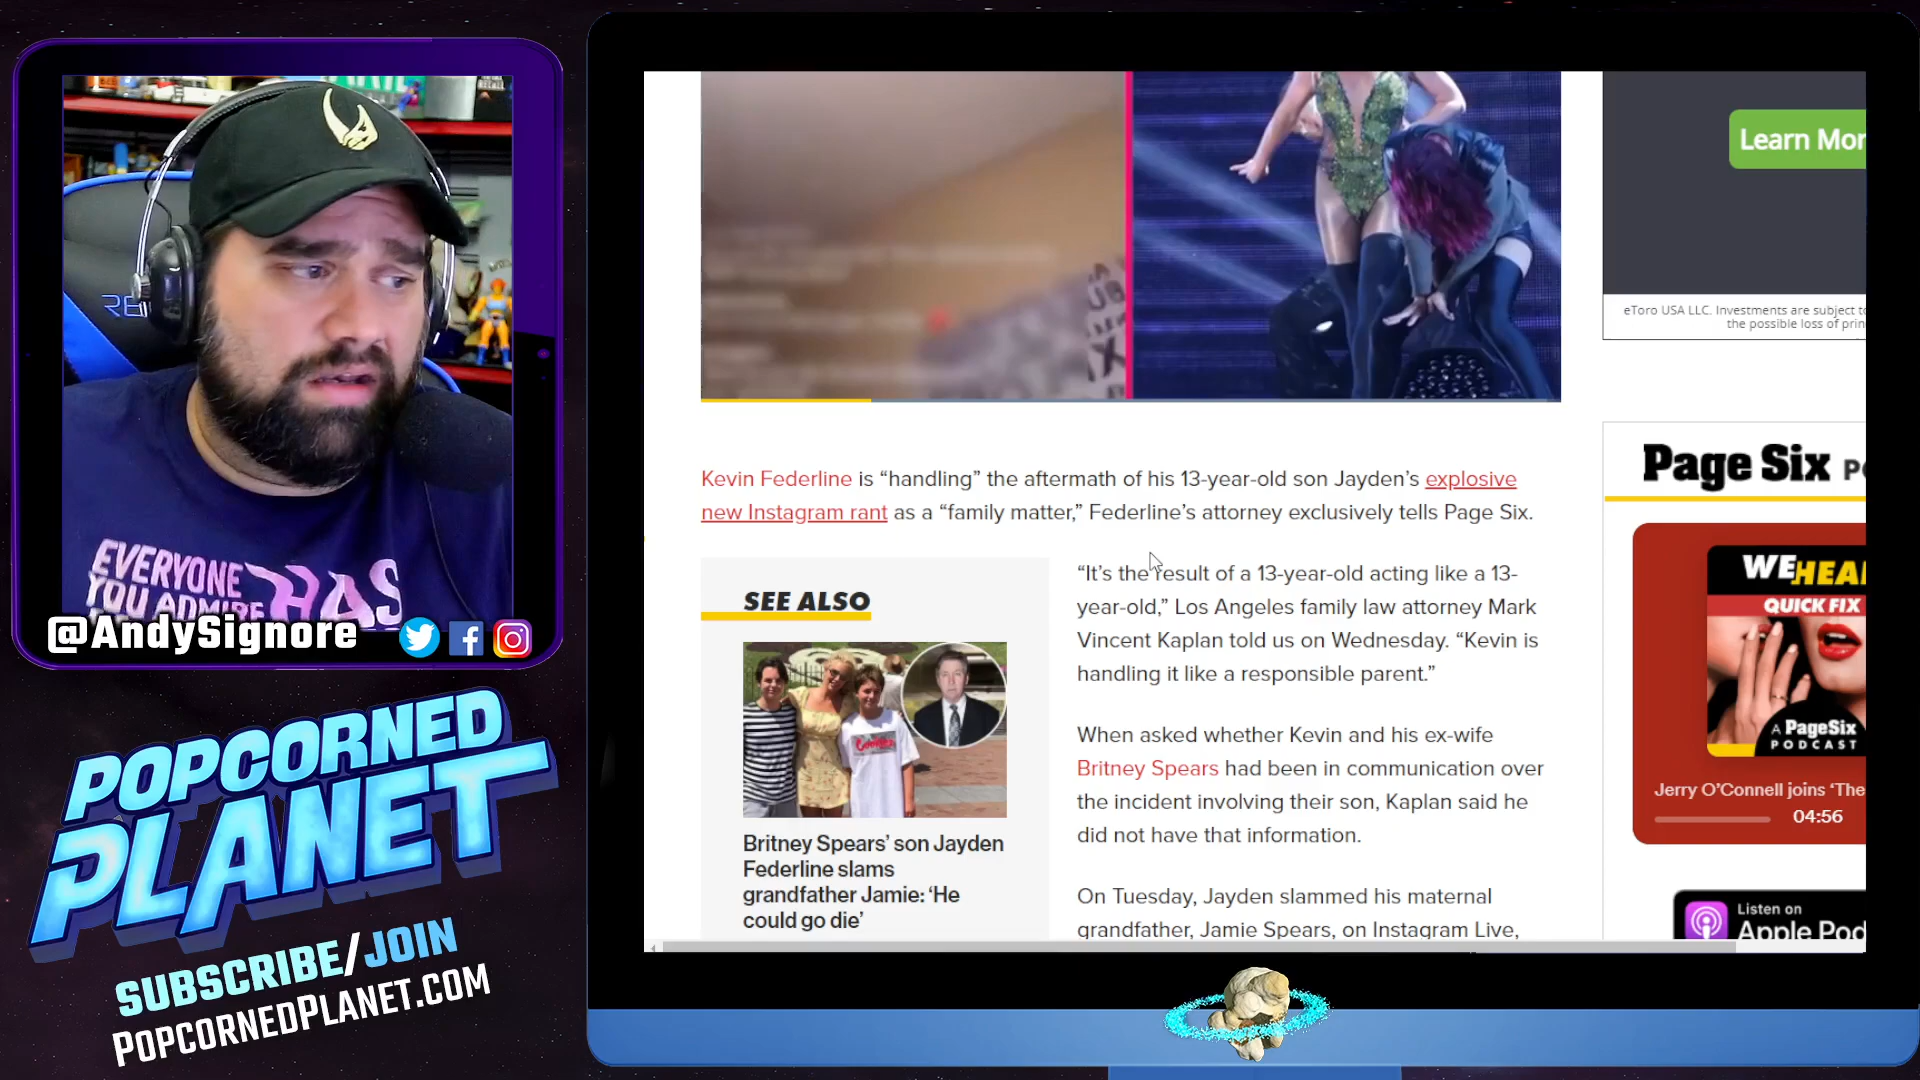 EVERYONE
YOU ADMIRE
HAS
@AndySignore
POPCORNED
PLANET
SUBSCRIBE/JOIN
POPCORNEDPLANET.COM
Learn Mor
eToro USA LLC. Investments are subject to
the possible loss of prin
Kevin Federline is “handling” the aftermath of his 13-year-old son Jayden’s explosive
new Instagram rant as a “family matter,” Federline’s attorney exclusively tells Page Six.
SEE ALSO
Britney Spears’ son Jayden
Federline slams
grandfather Jamie: ‘He
could go die’
“It’s the result of a 13-year-old acting like a 13-
year-old,” Los Angeles family law attorney Mark
Vincent Kaplan told us on Wednesday. “Kevin is
handling it like a responsible parent.”
When asked whether Kevin and his ex-wife
Britney Spears had been in communication over
the incident involving their son, Kaplan said he
did not have that information.
On Tuesday, Jayden slammed his maternal
grandfather, Jamie Spears, on Instagram Live,
Page Six PO
WE HEAR
QUICK FIX
A PageSix
PODCAST
Jerry O’Connell joins ‘The
04:56
Listen on
Apple Pod